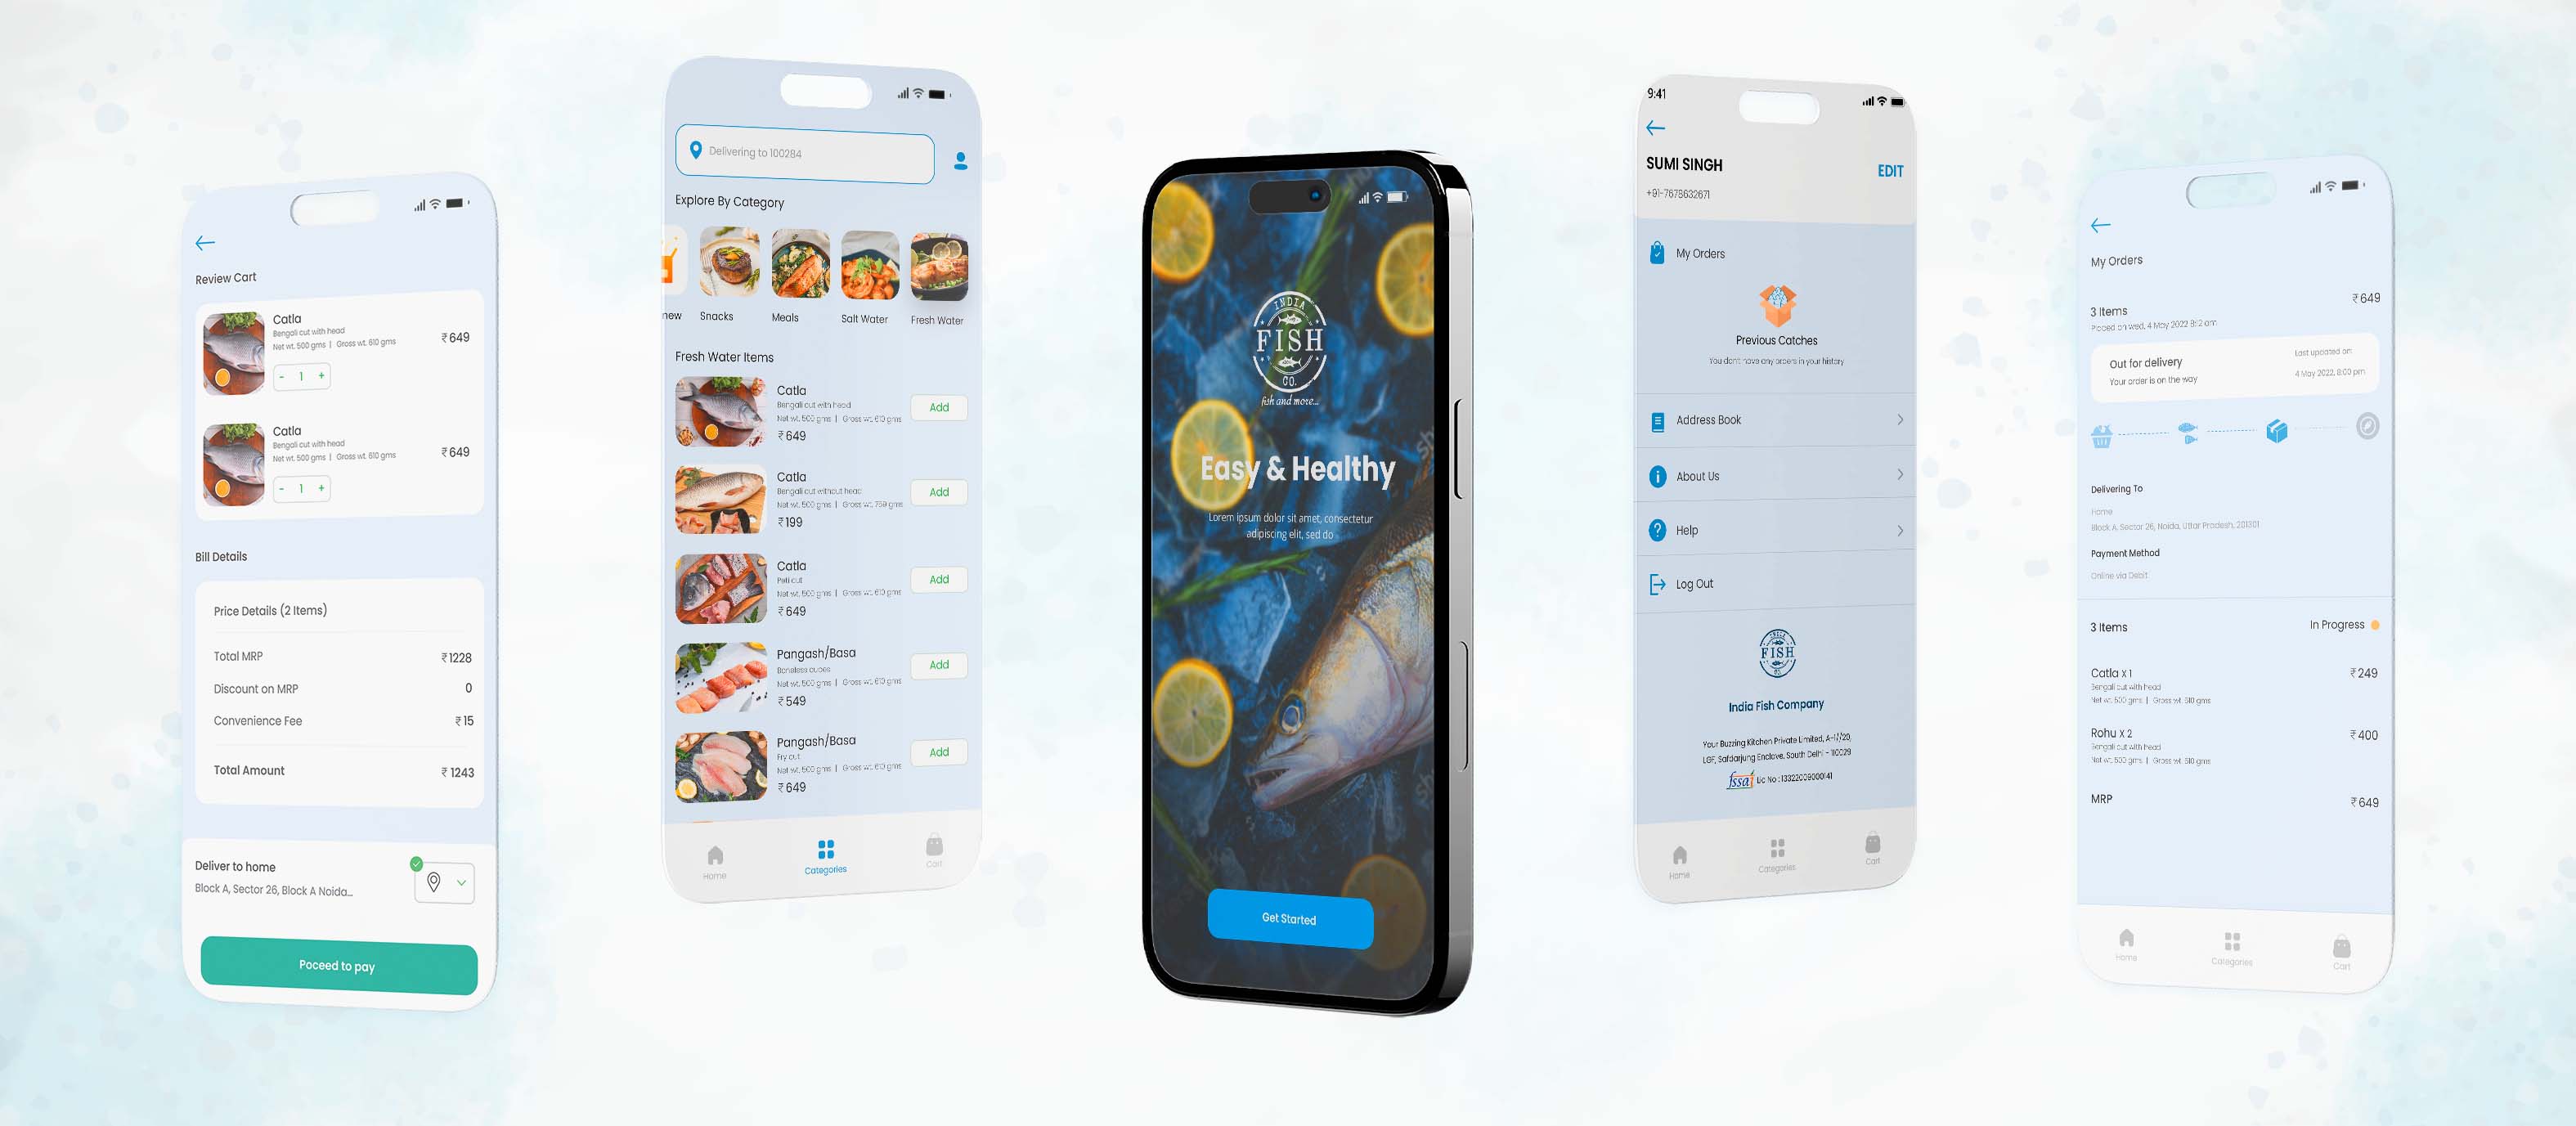 Review Cart
Catla
Bengali cut with head
Net wt. 500 gms | Gross wt. 610 gms
₹649
- 1 +
Catla
Bengali cut with head
Net wt. 500 gms | Gross wt. 610 gms
₹649
- 1 +
Bill Details
Price Details (2 Items)
Total MRP ₹1228
Discount on MRP 0
Convenience Fee ₹15
Total Amount ₹1243
Deliver to home
Block A, Sector 26, Block A Noida...
Poceed to pay
Delivering to 100284
Explore By Category
new Snacks Meals Salt Water Fresh Water
Fresh Water Items
Catla
Bengali cut with head
Net wt. 500 gms | Gross wt. 610 gms
₹649
Add
Catla
Bengali cut without head
Net wt. 500 gms | Gross wt. 759 gms
₹199
Add
Catla
Peti cut
Net wt. 500 gms | Gross wt. 610 gms
₹649
Add
Pangash/Basa
Boneless cubes
Net wt. 500 gms | Gross wt. 610 gms
₹549
Add
Pangash/Basa
Fry cut
Net wt. 500 gms | Gross wt. 610 gms
₹649
Add
Home Categories Cart
INDIA
FISH
CO.
fish and more...
Easy & Healthy
Lorem ipsum dolor sit amet, consectetur
adipiscing elit, sed do
Get Started
9:41
SUMI SINGH
EDIT
+91-7678632671
My Orders
Previous Catches
You don't have any orders in your history
Address Book
About Us
Help
Log Out
INDIA
FISH
CO.
India Fish Company
Your Buzzing Kitchen Private Limited, A-1/29,
LGF, Safdarjung Enclave, South Delhi - 110029
fssai Lic No : 13322009000141
Home Categories Cart
My Orders
₹649
3 Items
Placed on wed, 4 May 2022 8:12 am
Out for delivery
Your order is on the way
Last updated on
4 May 2022, 8:00 pm
Delivering To
Home
Block A, Sector 26, Noida, Uttar Pradesh, 201301
Payment Method
Online via Debit
3 Items In Progress
Catla x 1 ₹249
Bengali cut with head
Net wt. 500 gms | Gross wt. 610 gms
Rohu x 2 ₹400
Bengali cut with head
Net wt. 500 gms | Gross wt. 610 gms
MRP ₹649
Home Categories Cart